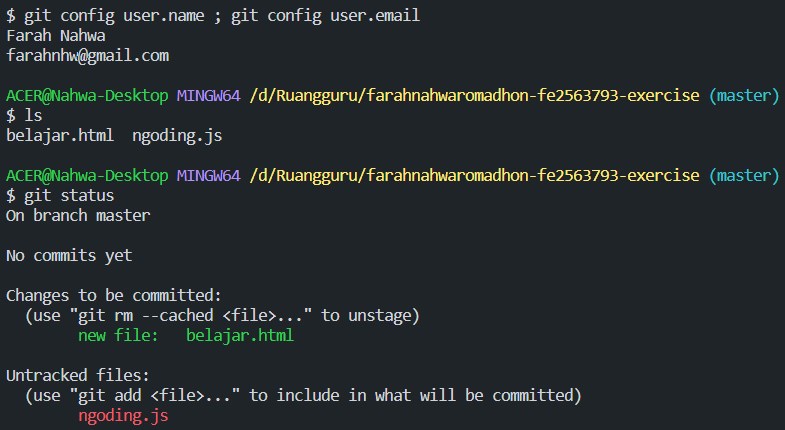 $ git config user.name ; git config user.email
Farah Nahwa
farahnhw@gmail.com
ACER@Nahwa-Desktop MINGW64 /d/Ruangguru/farahnahwaromadhon-fe2563793-exercise (master)
$ ls
belajar.html  ngoding.js
ACER@Nahwa-Desktop MINGW64 /d/Ruangguru/farahnahwaromadhon-fe2563793-exercise (master)
$ git status
On branch master
No commits yet
Changes to be committed:
  (use "git rm --cached <file>..." to unstage)
        new file:   belajar.html
Untracked files:
  (use "git add <file>..." to include in what will be committed)
        ngoding.js